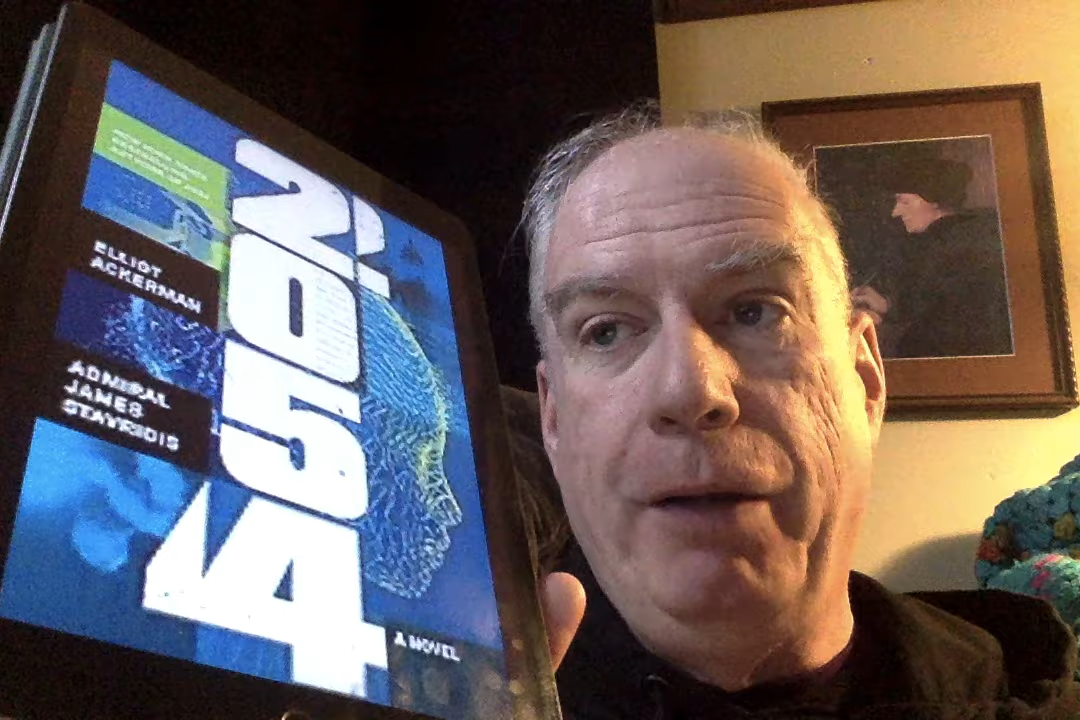 ELLIOT
ACKERMAN
ADMIRAL
JAMES
STAVRIDIS
2054
A NOVEL